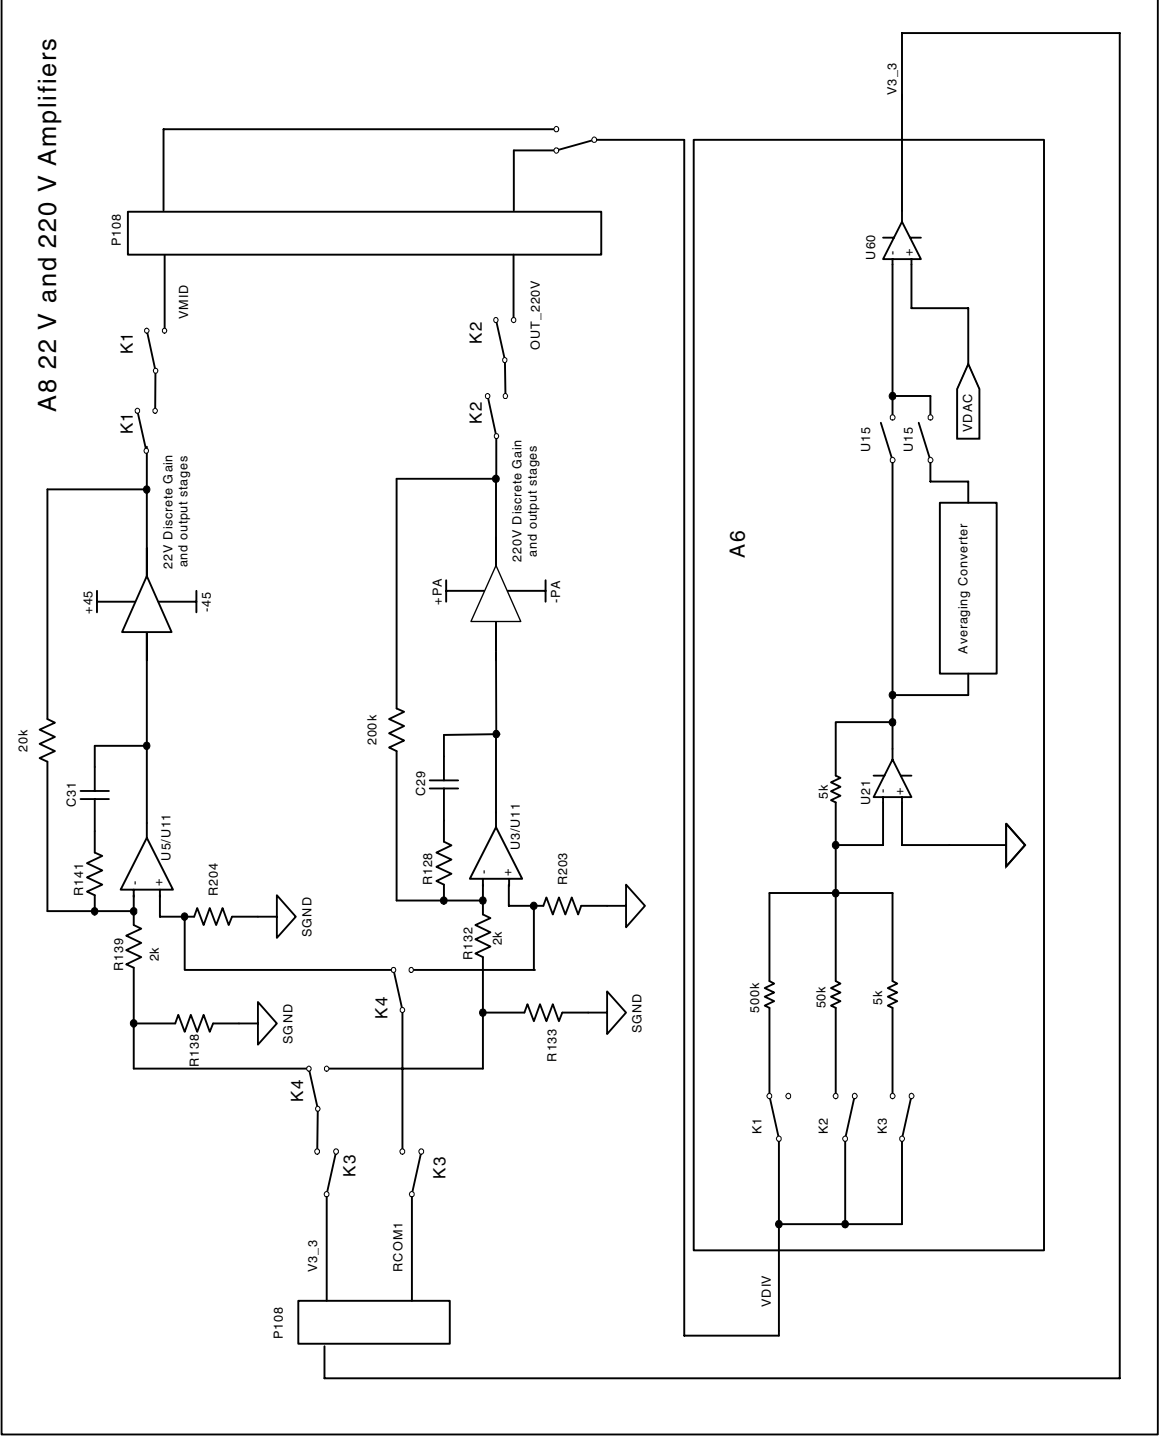 A8 22 V and 220 V Amplifiers
20k
C31
R141
U5/U11
-
+
R139
2k
R204
SGND
R138
SGND
+45
-45
22V Discrete Gain
and output stages
K1
K1
VMID
P108
200k
C29
R128
U3/U11
-
+
R132
2k
R203
R133
SGND
+PA
-PA
220V Discrete Gain
and output stages
K2
K2
OUT_220V
K4
K4
K3
K3
V3_3
RCOM1
P108
A6
VDIV
K1
K2
K3
500k
50k
5k
5k
U21
-
+
Averaging Converter
U15
U15
VDAC
U60
-
+
V3_3